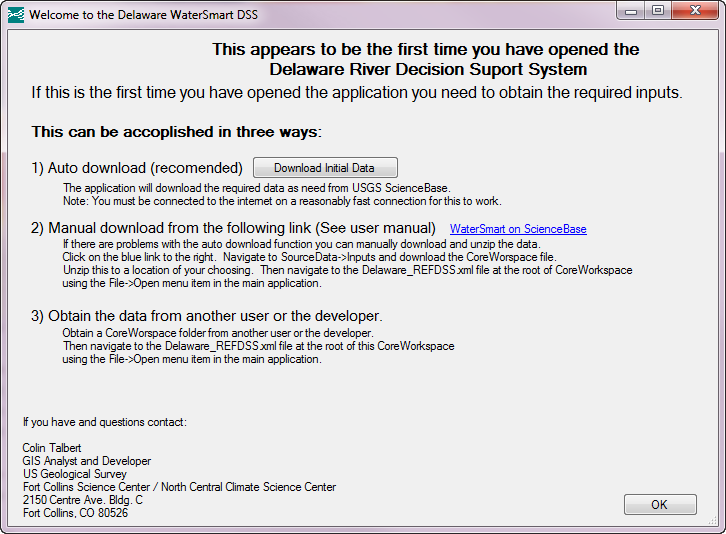 Welcome to the Delaware WaterSmart DSS
This appears to be the first time you have opened the
Delaware River Decision Suport System
If this is the first time you have opened the application you need to obtain the required inputs.
This can be accoplished in three ways:
1) Auto download (recomended) Download Initial Data
The application will download the required data as need from USGS ScienceBase.
Note: You must be connected to the internet on a reasonably fast connection for this to work.
2) Manual download from the following link (See user manual) WaterSmart on ScienceBase
If there are problems with the auto download function you can manually download and unzip the data.
Click on the blue link to the right. Navigate to SourceData->Inputs and download the CoreWorspace file.
Unzip this to a location of your choosing. Then navigate to the Delaware_REFDSS.xml file at the root of CoreWorkspace
using the File->Open menu item in the main application.
3) Obtain the data from another user or the developer.
Obtain a CoreWorspace folder from another user or the developer.
Then navigate to the Delaware_REFDSS.xml file at the root of this CoreWorkspace
using the File->Open menu item in the main application.
If you have and questions contact:
Colin Talbert
GIS Analyst and Developer
US Geological Survey
Fort Collins Science Center / North Central Climate Science Center
2150 Centre Ave. Bldg. C
Fort Collins, CO 80526
OK